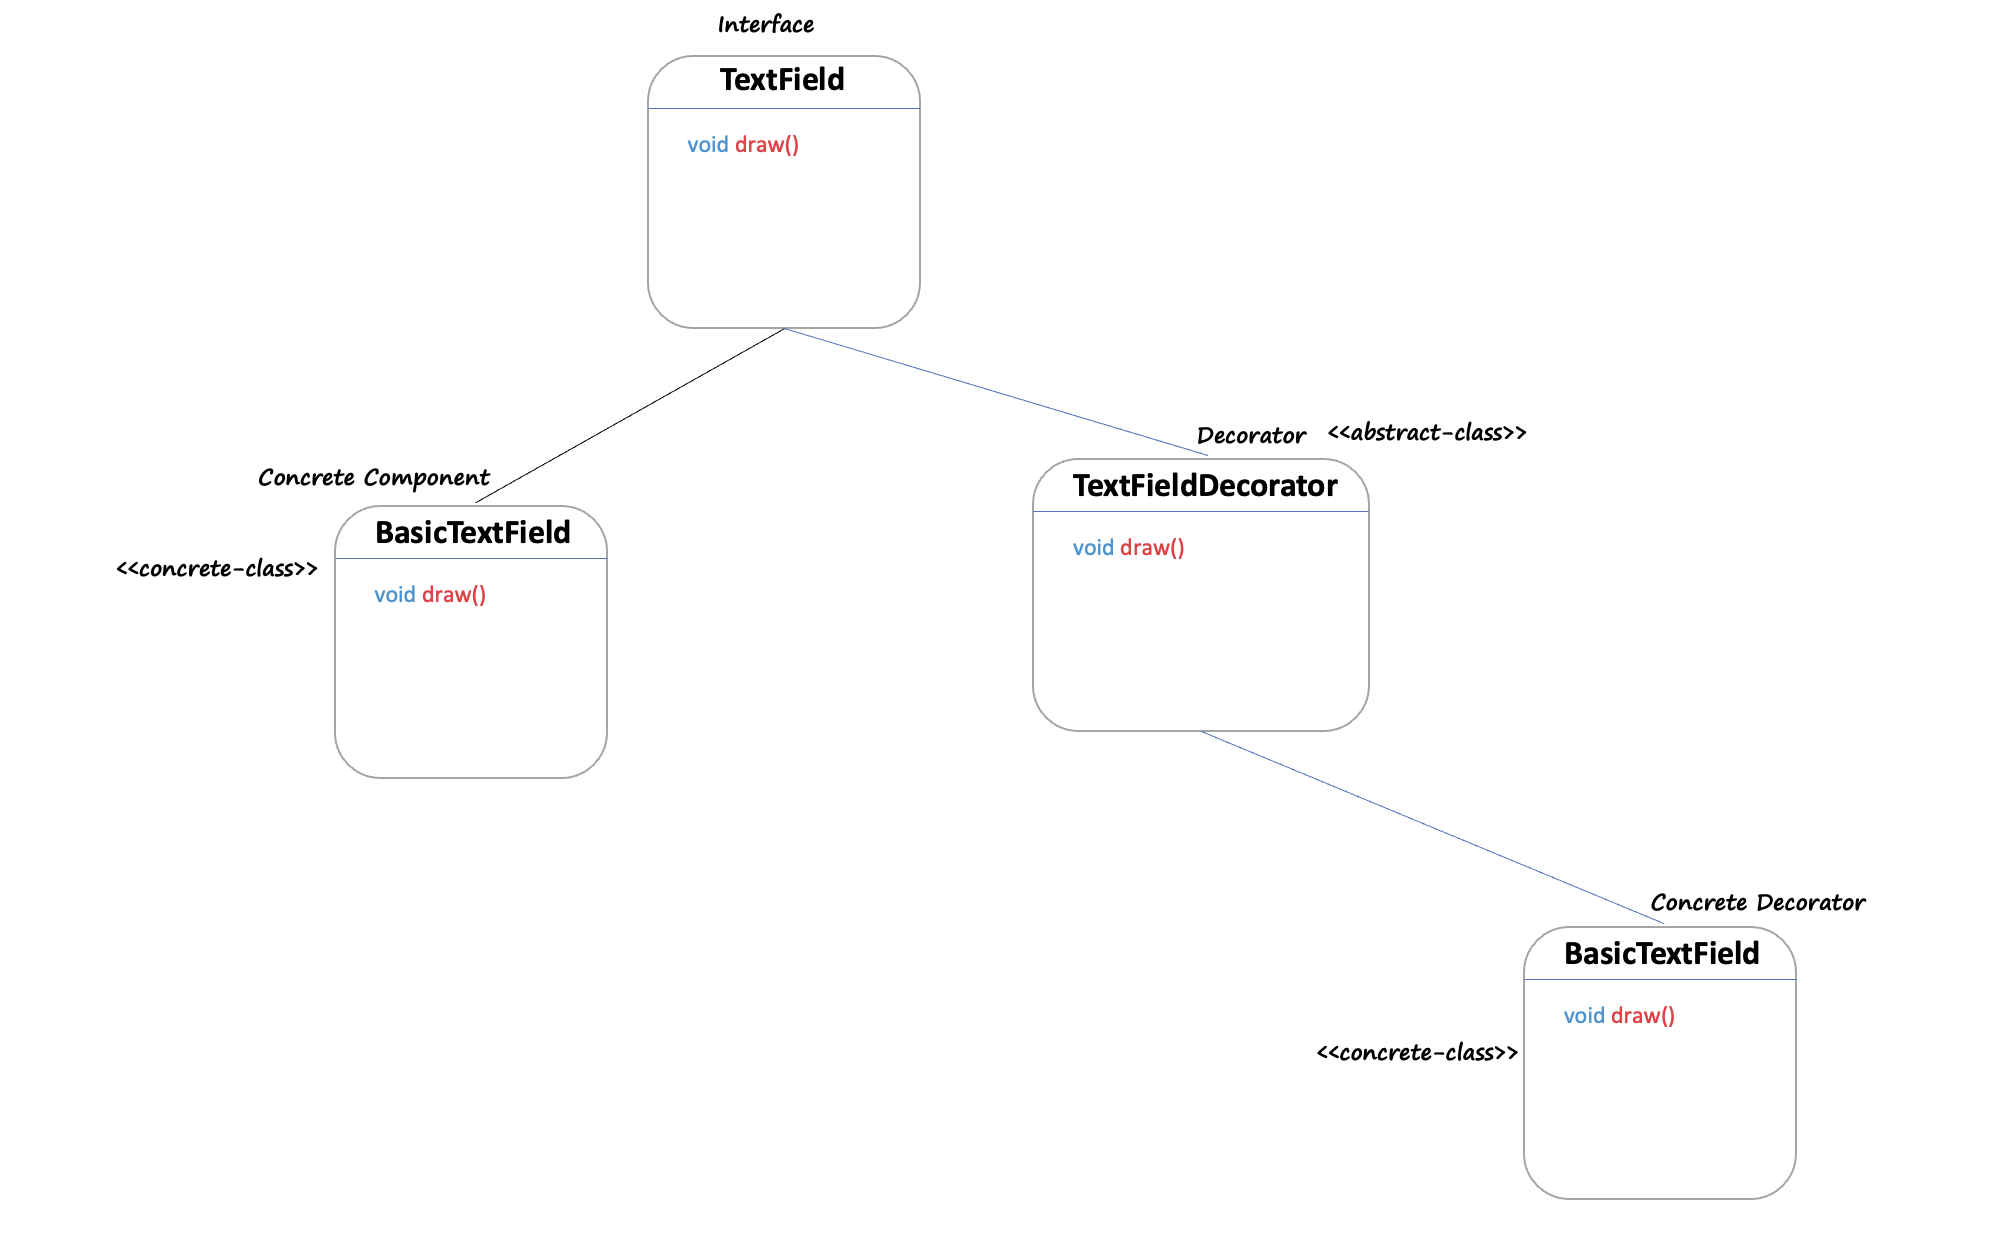 Interface
TextField
void draw()
Decorator <<abstract-class>>
Concrete Component
TextFieldDecorator
BasicTextField
void draw()
<<concrete-class>>
void draw()
Concrete Decorator
BasicTextField
void draw()
<<concrete-class>>